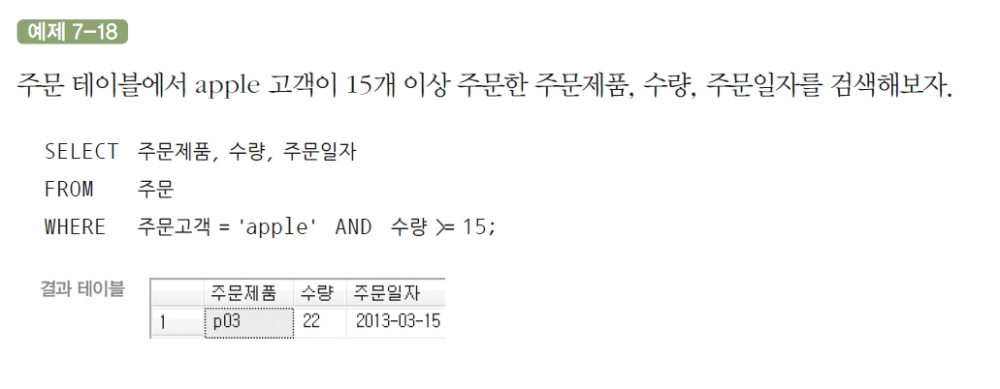 예제 7-18
주문 테이블에서 apple 고객이 15개 이상 주문한 주문제품, 수량, 주문일자를 검색해보자.
SELECT 주문제품, 수량, 주문일자
FROM 주문
WHERE 주문고객 = 'apple' AND 수량 >= 15;
결과 테이블
주문제품 수량 주문일자
1 p03 22 2013-03-15